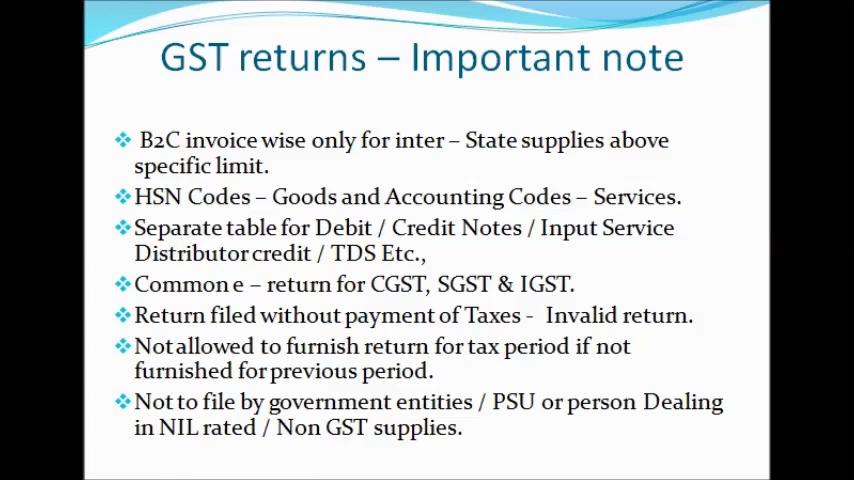 GST returns – Important note
B2C invoice wise only for inter – State supplies above
specific limit.
HSN Codes – Goods and Accounting Codes – Services.
Separate table for Debit / Credit Notes / Input Service
Distributor credit / TDS Etc.,
Common e – return for CGST, SGST & IGST.
Return filed without payment of Taxes - Invalid return.
Not allowed to furnish return for tax period if not
furnished for previous period.
Not to file by government entities / PSU or person Dealing
in NIL rated / Non GST supplies.